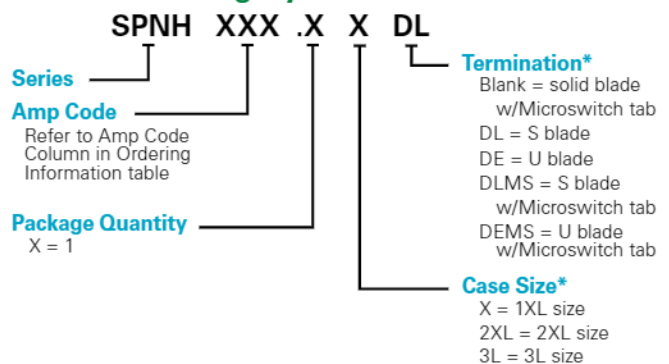 SPNH XXX .X X DL
Series
Amp Code
Refer to Amp Code
Column in Ordering
Information table
Package Quantity
X = 1
Termination*
Blank = solid blade
w/Microswitch tab
DL = S blade
DE = U blade
DLMS = S blade
w/Microswitch tab
DEMS = U blade
w/Microswitch tab
Case Size*
X = 1XL size
2XL = 2XL size
3L = 3L size